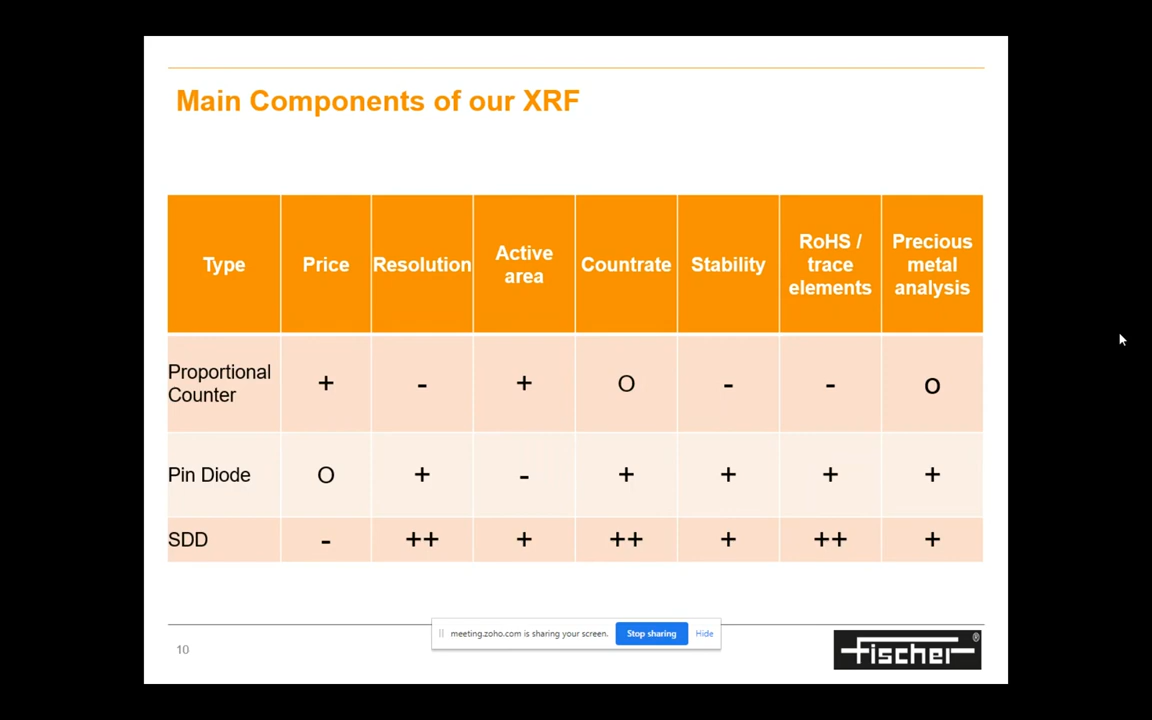 Main Components of our XRF
Type Price Resolution Active area Countrate Stability RoHS / trace elements Precious metal analysis
Proportional Counter + - + O - - o
Pin Diode O + - + + + +
SDD - ++ + ++ + ++ +
meeting.zoho.com is sharing your screen. Stop sharing Hide
10
fischer®